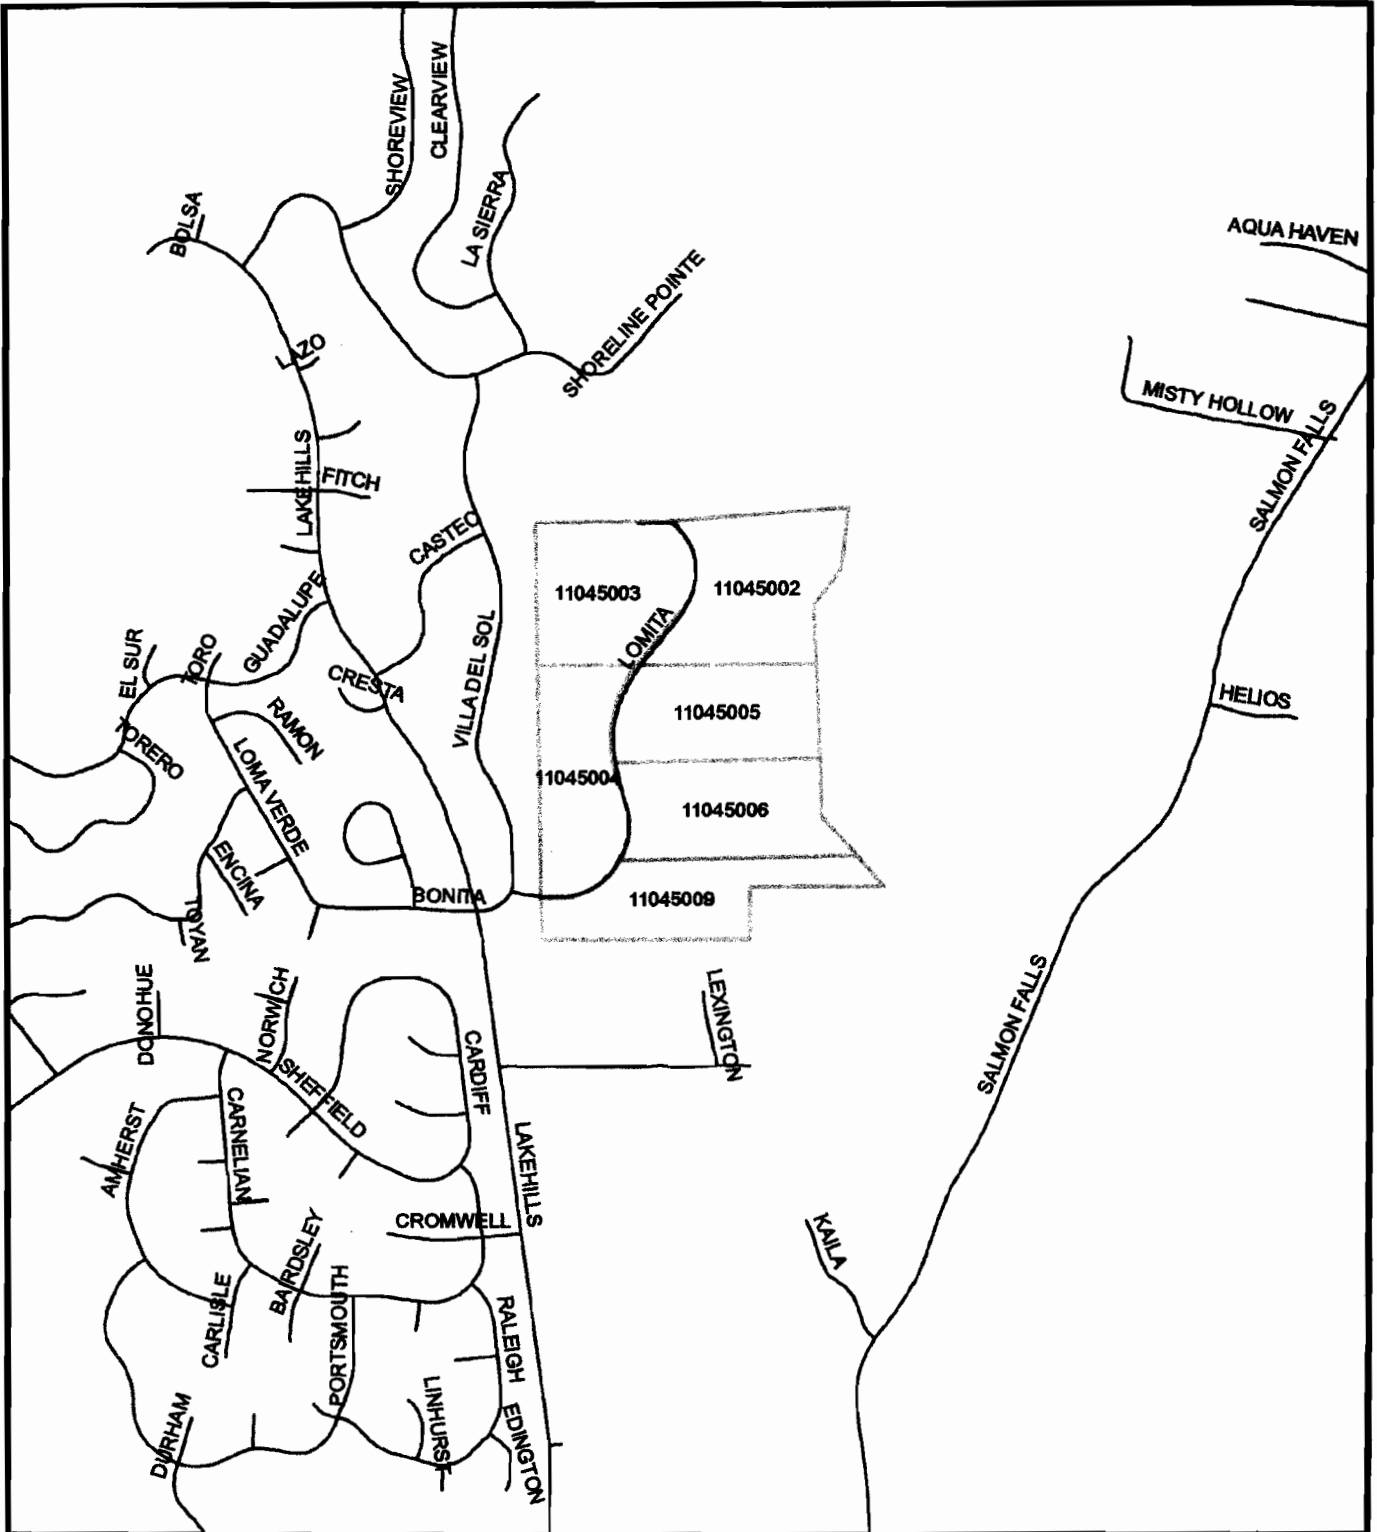 SHOREVIEW
CLEARVIEW
LA SIERRA
BOLSA
AQUA HAVEN
SHORELINE POINTE
LAZO
MISTY HOLLOW
SALMON FALLS
LAKEHILLS
FITCH
CASTEC
GUADALUPE
11045003
11045002
LOMITA
EL SUR
TORO
CRESTA
VILLA DEL SOL
RAMON
11045005
HELIOS
TORERO
LOMA VERDE
11045004
11045006
ENCINA
BONITA
11045009
TOYAN
DONOHUE
NORWICH
LEXINGTON
SALMON FALLS
SHEFFIELD
CARDIFF
AMHERST
CARNELIAN
LAKEHILLS
CROMWELL
BAIRDSLEY
KAILA
CARLISLE
PORTSMOUTH
RALEIGH
LINHURST
DURHAM
EDINGTON